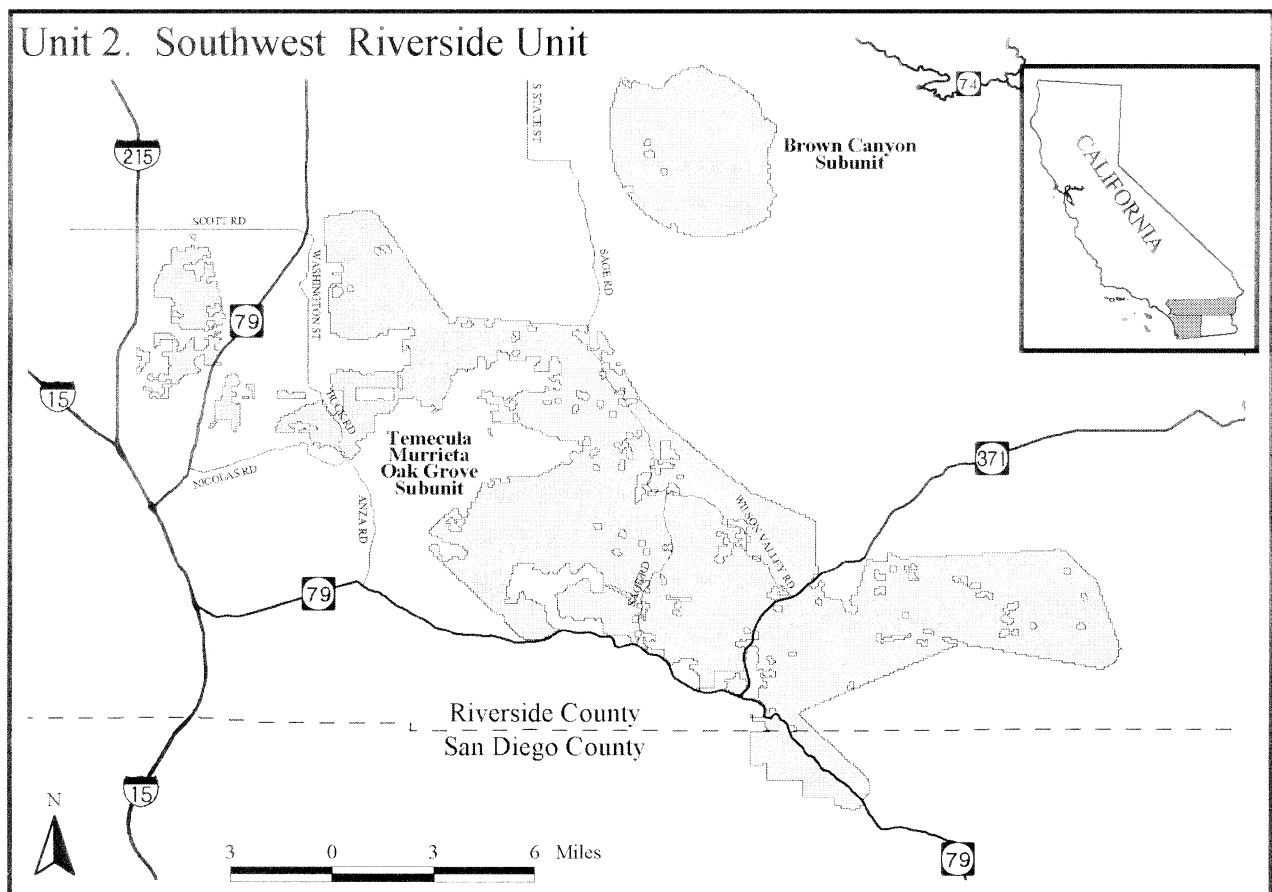 Unit 2. Southwest Riverside Unit
74
215
S STATE ST
Brown Canyon
Subunit
CALIFORNIA
SCOTT RD
WASHINGTON ST
SAGE RD
79
15
BUCK RD
Temecula
Murrieta
Oak Grove
Subunit
NICOLAS RD
ANZA RD
371
WILSON VALLEY RD
SAGE RD
79
Riverside County
San Diego County
15
N
3 0 3 6 Miles
79